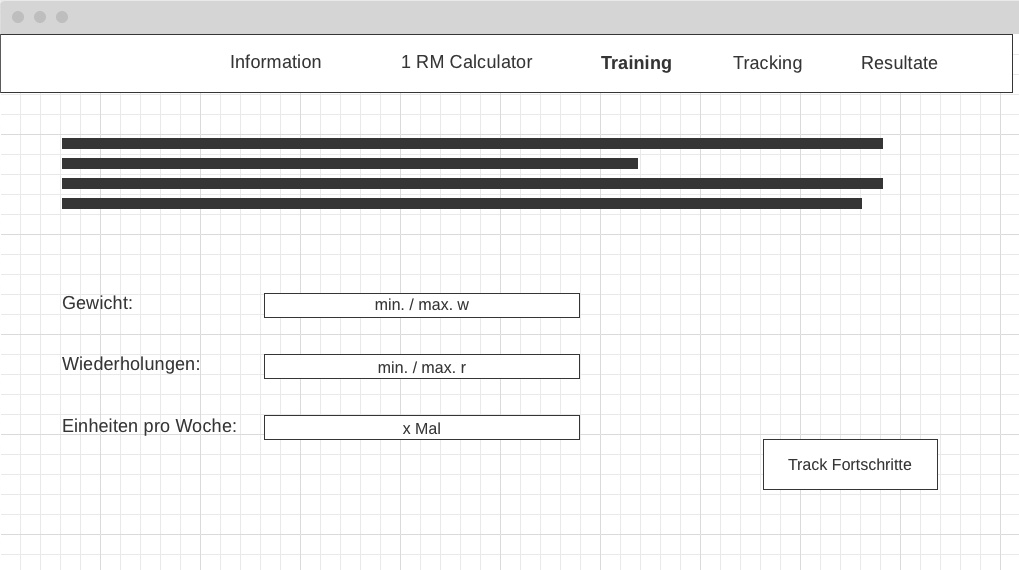 Information 1 RM Calculator Training Tracking Resultate
Gewicht: min. / max. w
Wiederholungen: min. / max. r
Einheiten pro Woche: x Mal
Track Fortschritte